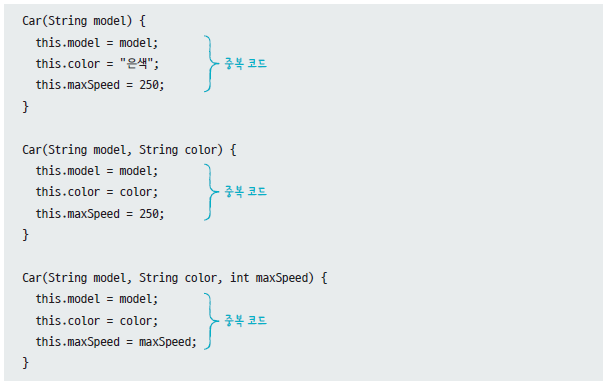 Car(String model) {
this.model = model;
this.color = "은색";
this.maxSpeed = 250;
중복 코드
}
Car(String model, String color) {
this.model = model;
this.color = color;
this.maxSpeed = 250;
중복 코드
}
Car(String model, String color, int maxSpeed) {
this.model = model;
this.color = color;
this.maxSpeed = maxSpeed;
중복 코드
}